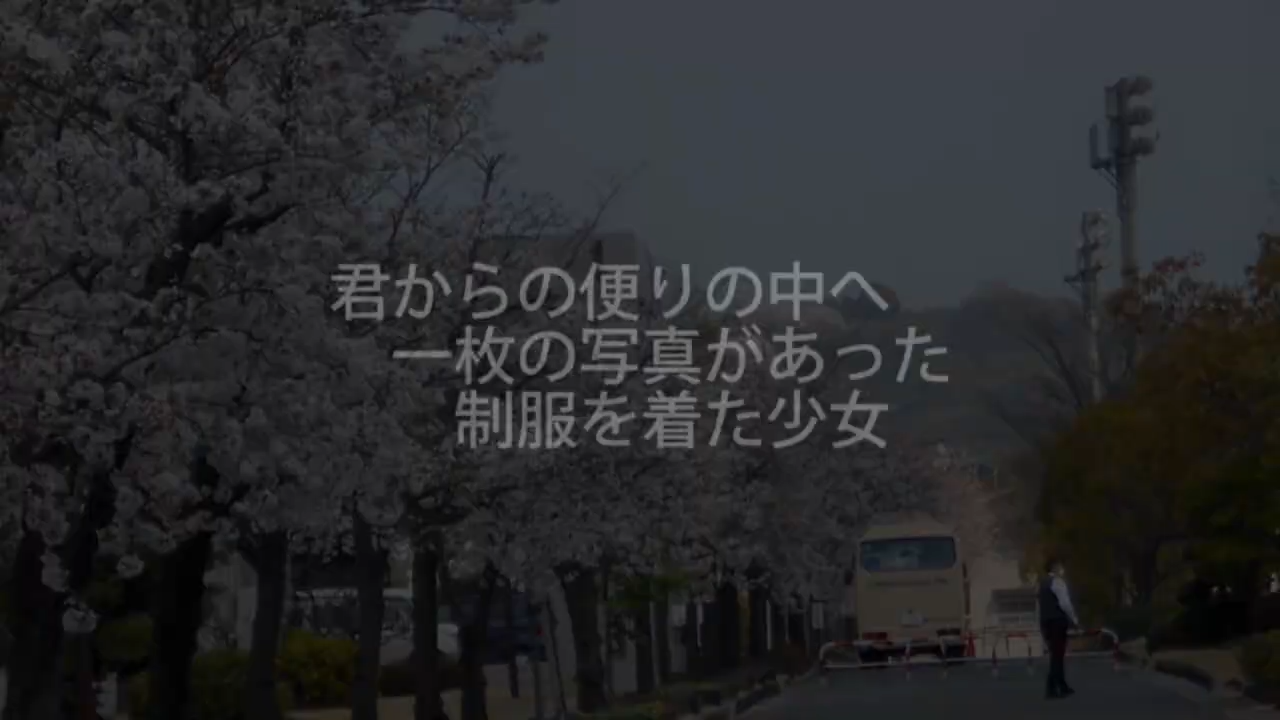 君からの便りの中へ
一枚の写真があった
制服を着た少女